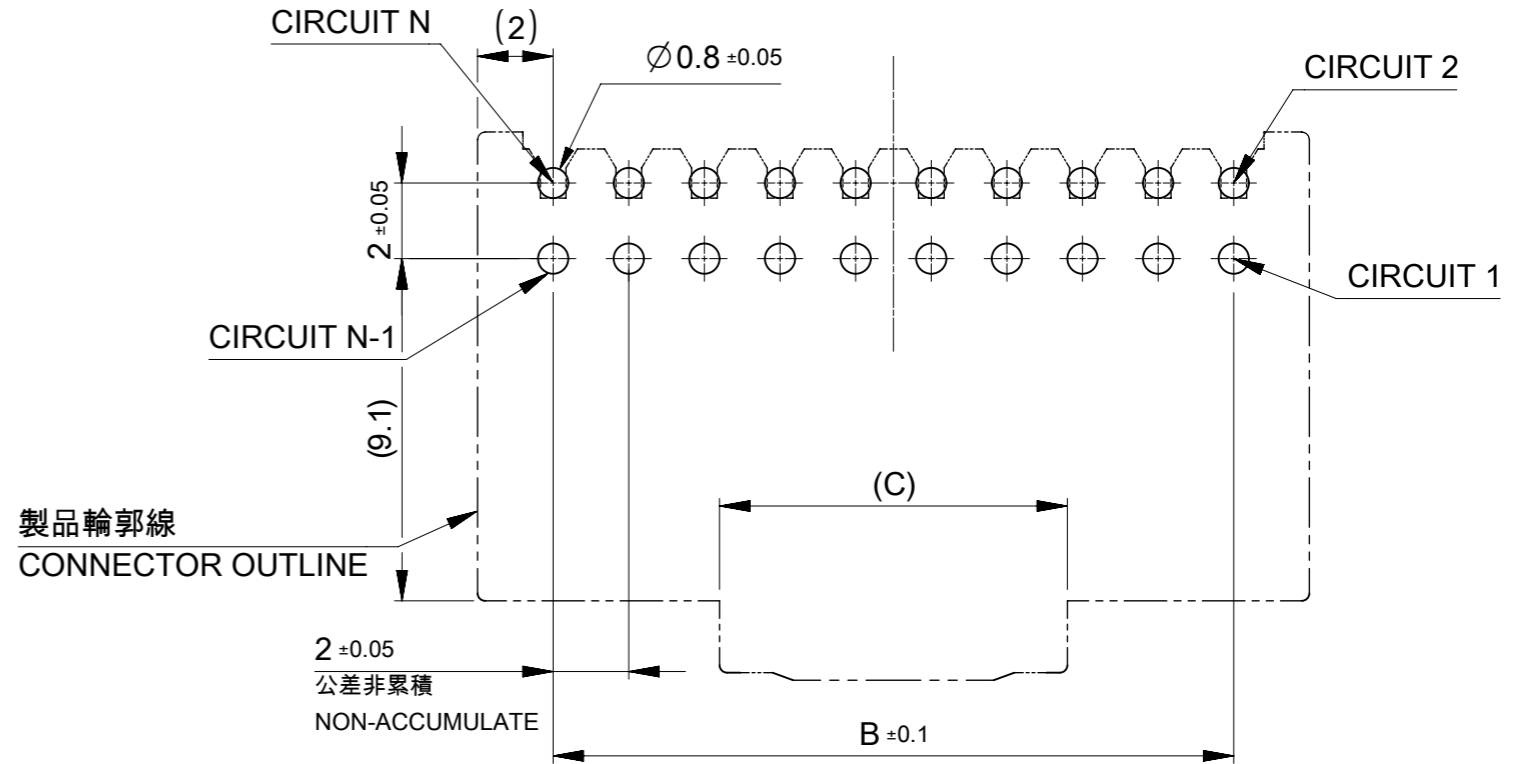 CIRCUIT N
(2)
Ø0.8 ±0.05
CIRCUIT 2
2 ±0.05
CIRCUIT 1
CIRCUIT N-1
(9.1)
(C)
製品輪郭線
CONNECTOR OUTLINE
2 ±0.05
公差非累積
NON-ACCUMULATE
B ±0.1